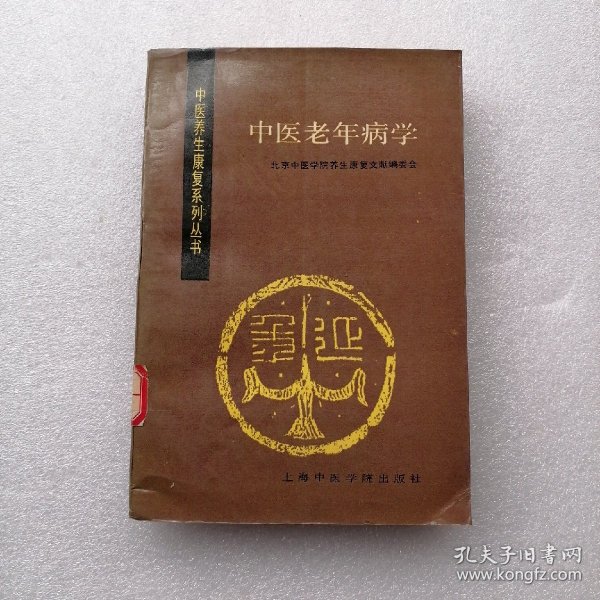 中医养生康复系列丛书
中医老年病学
北京中医学院养生康复文献编委会
延
上海中医学院出版社
孔夫子旧书网
www.kongfz.com